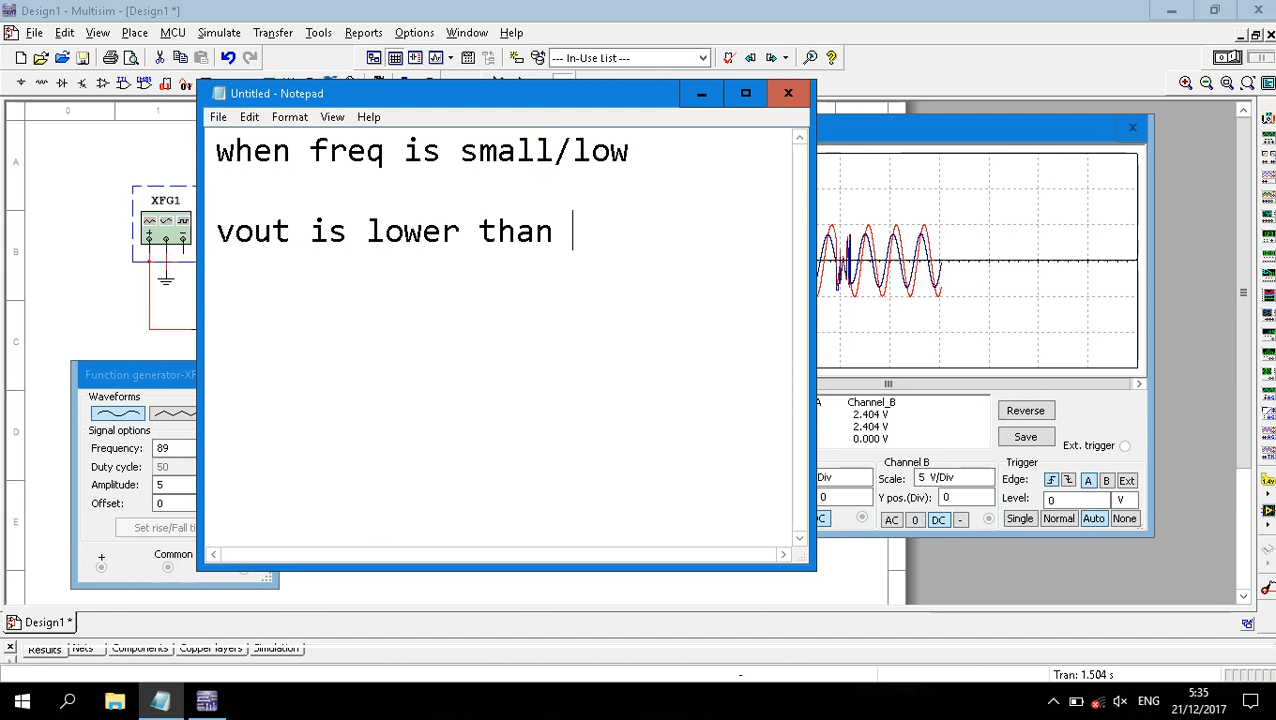 Design1 - Multisim - [Design1 *]
File Edit View Place MCU Simulate Transfer Tools Reports Options Window Help
--- In-Use List ---
Untitled - Notepad
File Edit Format View Help
when freq is small/low
vout is lower than
0
1
A
B
C
D
E
A
B
C
D
E
XFG1
Function generator-XF
Waveforms
Signal options
Frequency: 89
Duty cycle: 50
Amplitude: 5
Offset: 0
Set rise/Fall ti
+
Common
Channel_B
2.404 V
2.404 V
0.000 V
Reverse
Save
Ext. trigger
Channel B
Scale: 5 V/Div
Y pos.(Div): 0
AC 0 DC -
/Div
0
DC
Trigger
Edge: A B Ext
Level: 0 V
Single Normal Auto None
Design1 *
Results Nets Components Copper layers Simulation
-
Tran: 1.504 s
ENG
5:35
21/12/2017